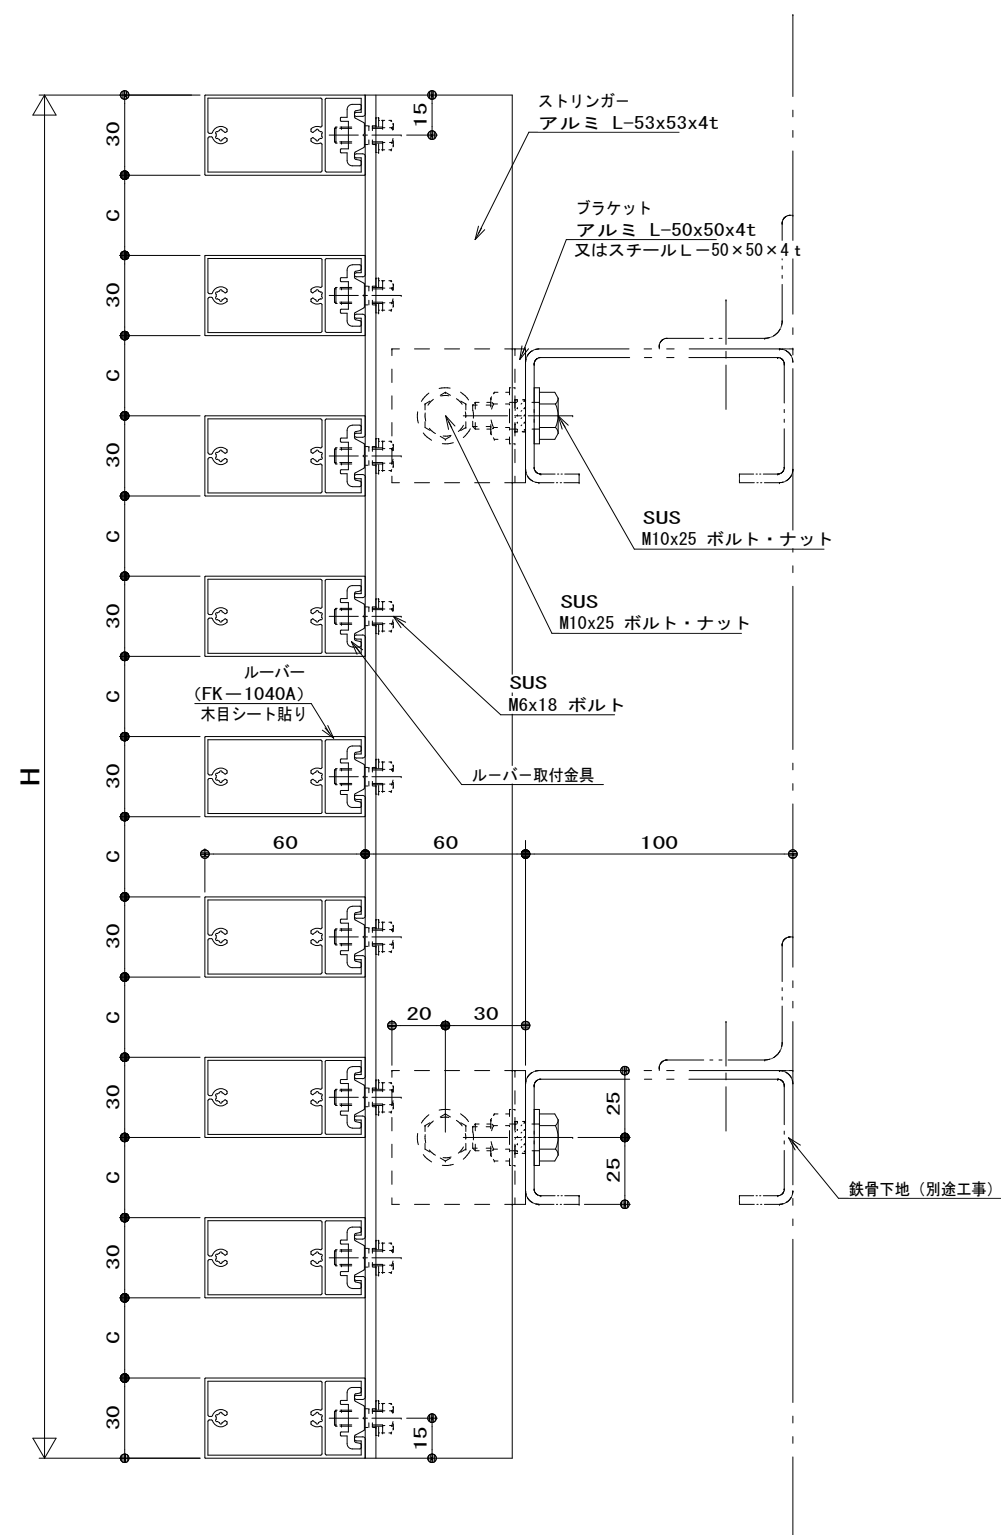 ストリンガー
アルミ L-53x53x4t
ブラケット
アルミ L-50x50x4t
又はスチールL-50×50×4t
SUS
M10x25 ボルト・ナット
SUS
M10x25 ボルト・ナット
SUS
M6x18 ボルト
ルーバー
(FK-1040A)
木目シート貼り
ルーバー取付金具
鉄骨下地（別途工事）
H
30
C
30
C
30
C
30
C
30
C
30
C
30
C
30
C
30
15
60
60
100
20
30
25
25
15